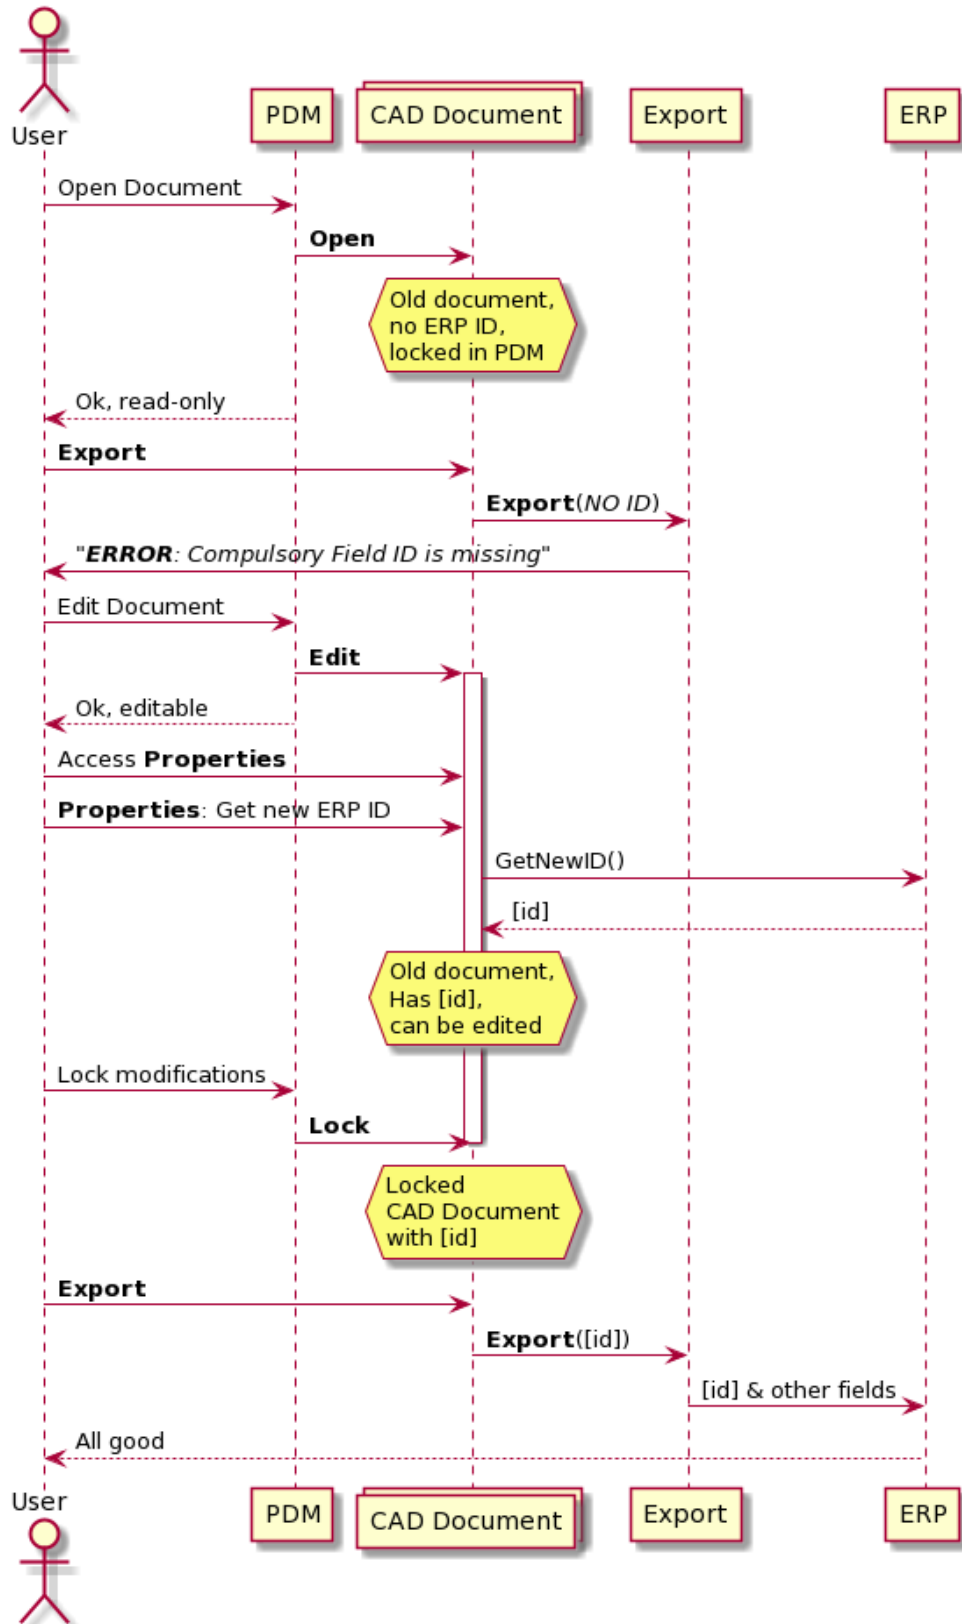 User
PDM
CAD Document
Export
ERP
Open Document
Open
Old document,
no ERP ID,
locked in PDM
Ok, read-only
Export
Export(NO ID)
"ERROR: Compulsory Field ID is missing"
Edit Document
Edit
Ok, editable
Access Properties
Properties: Get new ERP ID
GetNewID()
[id]
Old document,
Has [id],
can be edited
Lock modifications
Lock
Locked
CAD Document
with [id]
Export
Export([id])
[id] & other fields
All good
User
PDM
CAD Document
Export
ERP